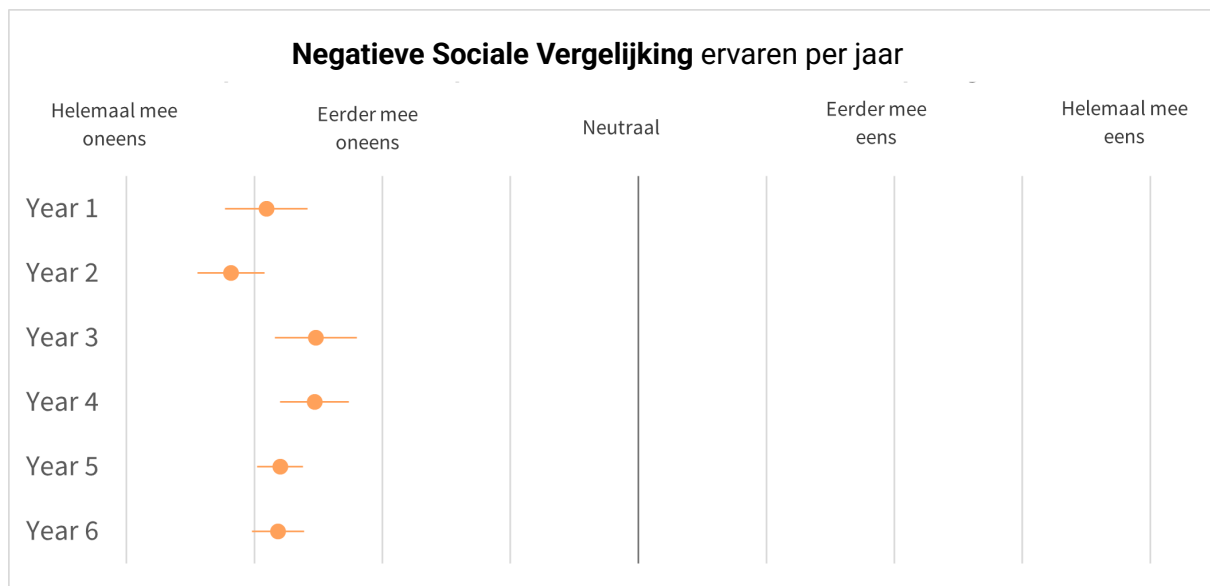 Negatieve Sociale Vergelijking ervaren per jaar
Helemaal mee
oneens
Eerder mee
oneens
Neutraal
Eerder mee
eens
Helemaal mee
eens
Year 1
Year 2
Year 3
Year 4
Year 5
Year 6